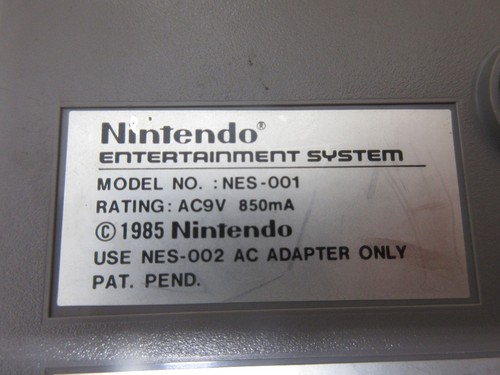 Nintendo®
ENTERTAINMENT SYSTEM
MODEL NO. :NES-001
RATING: AC9V 850mA
©1985 Nintendo
USE NES-002 AC ADAPTER ONLY
PAT. PEND.